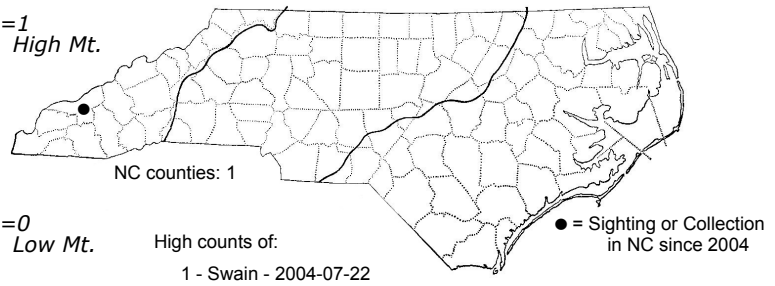 =1
High Mt.
NC counties: 1
=0
Low Mt.
High counts of:
1 - Swain - 2004-07-22
● = Sighting or Collection
in NC since 2004